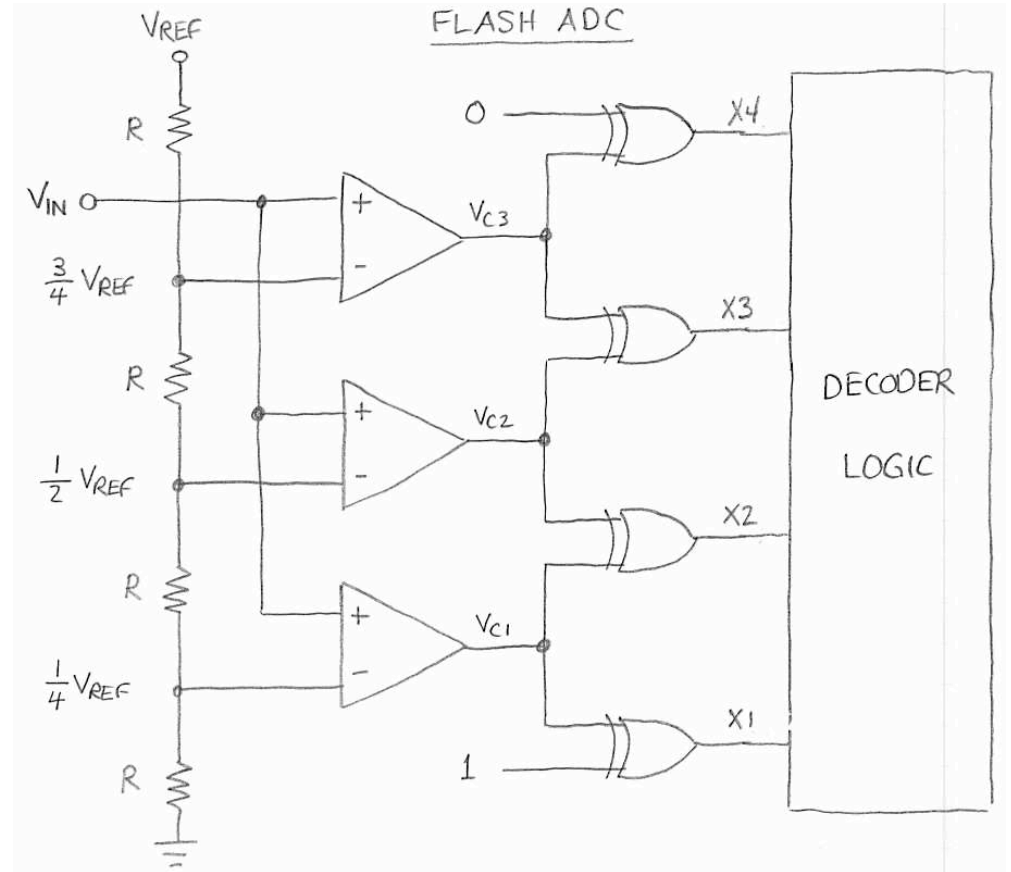 FLASH ADC
VREF
R
0
X4
VIN
+
-
VC3
3/4 VREF
X3
R
DECODER
LOGIC
+
-
VC2
1/2 VREF
X2
R
+
-
VC1
1/4 VREF
X1
1
R